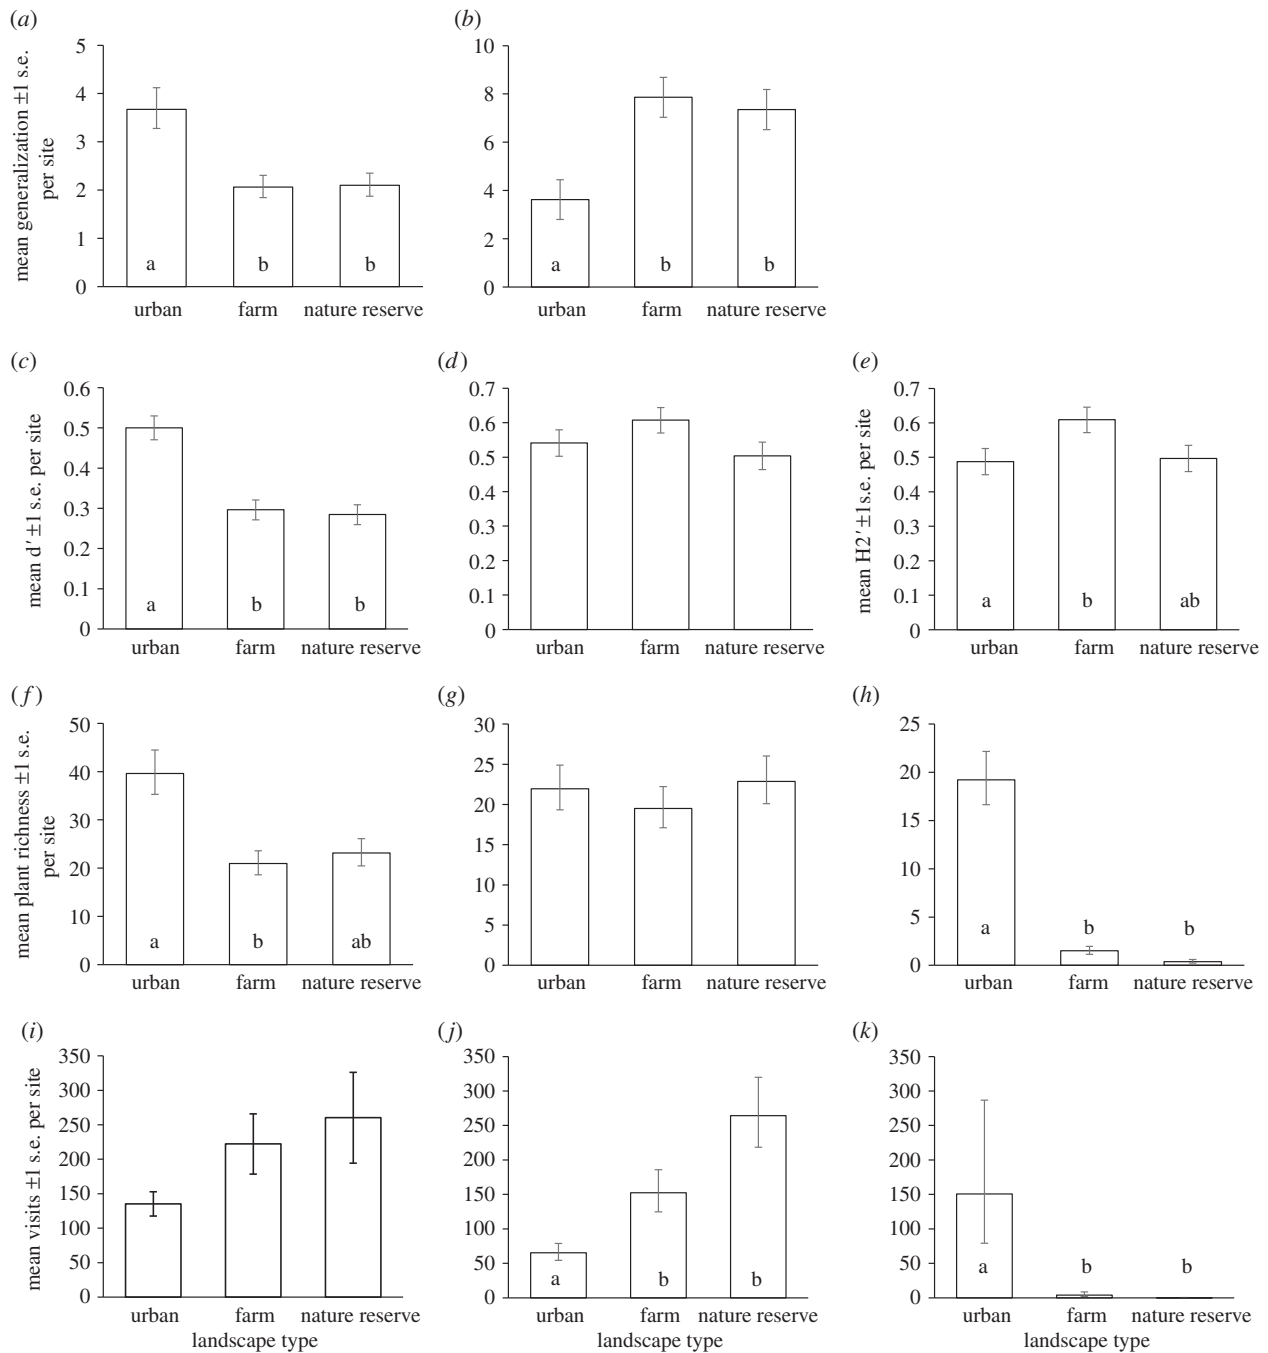 (a)
mean generalization ±1 s.e.
per site
5
4
3
2
1
0
a
b
b
urban
farm
nature reserve
(b)
10
8
6
4
2
0
a
b
b
urban
farm
nature reserve
(c)
mean d′ ±1 s.e. per site
0.6
0.5
0.4
0.3
0.2
0.1
0
a
b
b
urban
farm
nature reserve
(d)
0.7
0.6
0.5
0.4
0.3
0.2
0.1
0
urban
farm
nature reserve
(e)
mean H2′ ±1s.e. per site
0.7
0.6
0.5
0.4
0.3
0.2
0.1
0
a
b
ab
urban
farm
nature reserve
(f)
mean plant richness ±1 s.e.
per site
50
40
30
20
10
0
a
b
ab
urban
farm
nature reserve
(g)
30
25
20
15
10
5
0
urban
farm
nature reserve
(h)
25
20
15
10
5
0
a
b
b
urban
farm
nature reserve
(i)
mean visits ±1 s.e. per site
350
300
250
200
150
100
50
0
urban
farm
nature reserve
landscape type
(j)
350
300
250
200
150
100
50
0
a
b
b
urban
farm
nature reserve
landscape type
(k)
350
300
250
200
150
100
50
0
a
b
b
urban
farm
nature reserve
landscape type